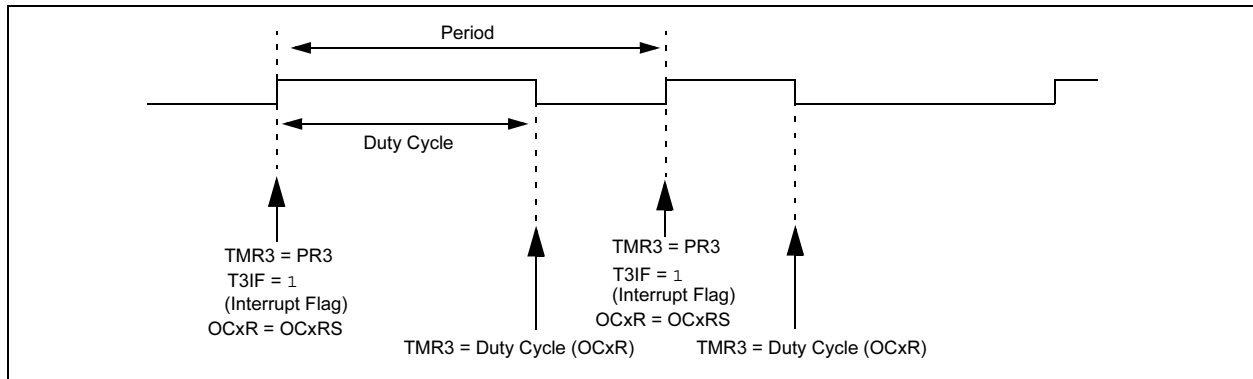 Period
Duty Cycle
TMR3 = PR3
T3IF = 1
(Interrupt Flag)
OCxR = OCxRS
TMR3 = Duty Cycle (OCxR)
TMR3 = PR3
T3IF = 1
(Interrupt Flag)
OCxR = OCxRS
TMR3 = Duty Cycle (OCxR)